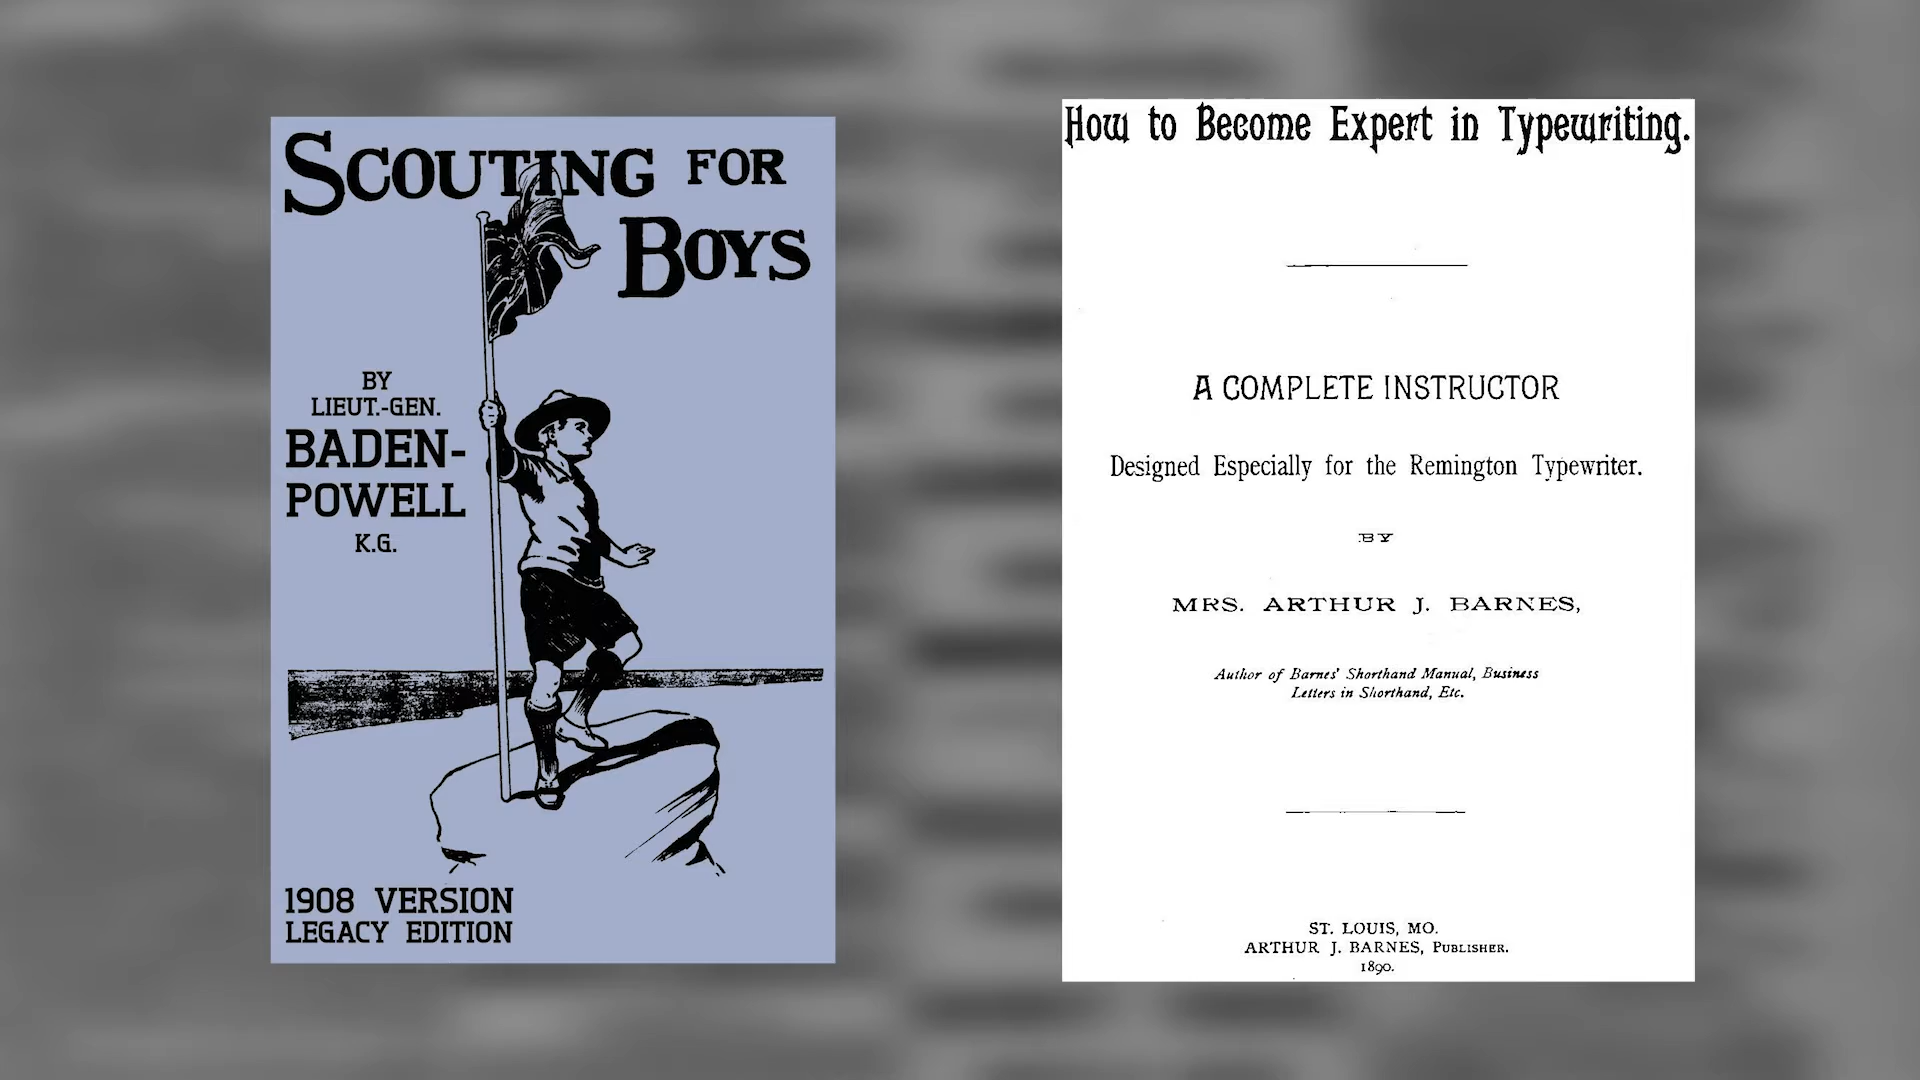 SCOUTING FOR
BOYS
BY
LIEUT.-GEN.
BADEN-
POWELL
K.G.
1908 VERSION
LEGACY EDITION
How to Become Expert in Typewriting.
A COMPLETE INSTRUCTOR
Designed Especially for the Remington Typewriter.
BY
MRS. ARTHUR J. BARNES,
Author of Barnes' Shorthand Manual, Business
Letters in Shorthand, Etc.
ST. LOUIS, MO.
ARTHUR J. BARNES, PUBLISHER.
1890.